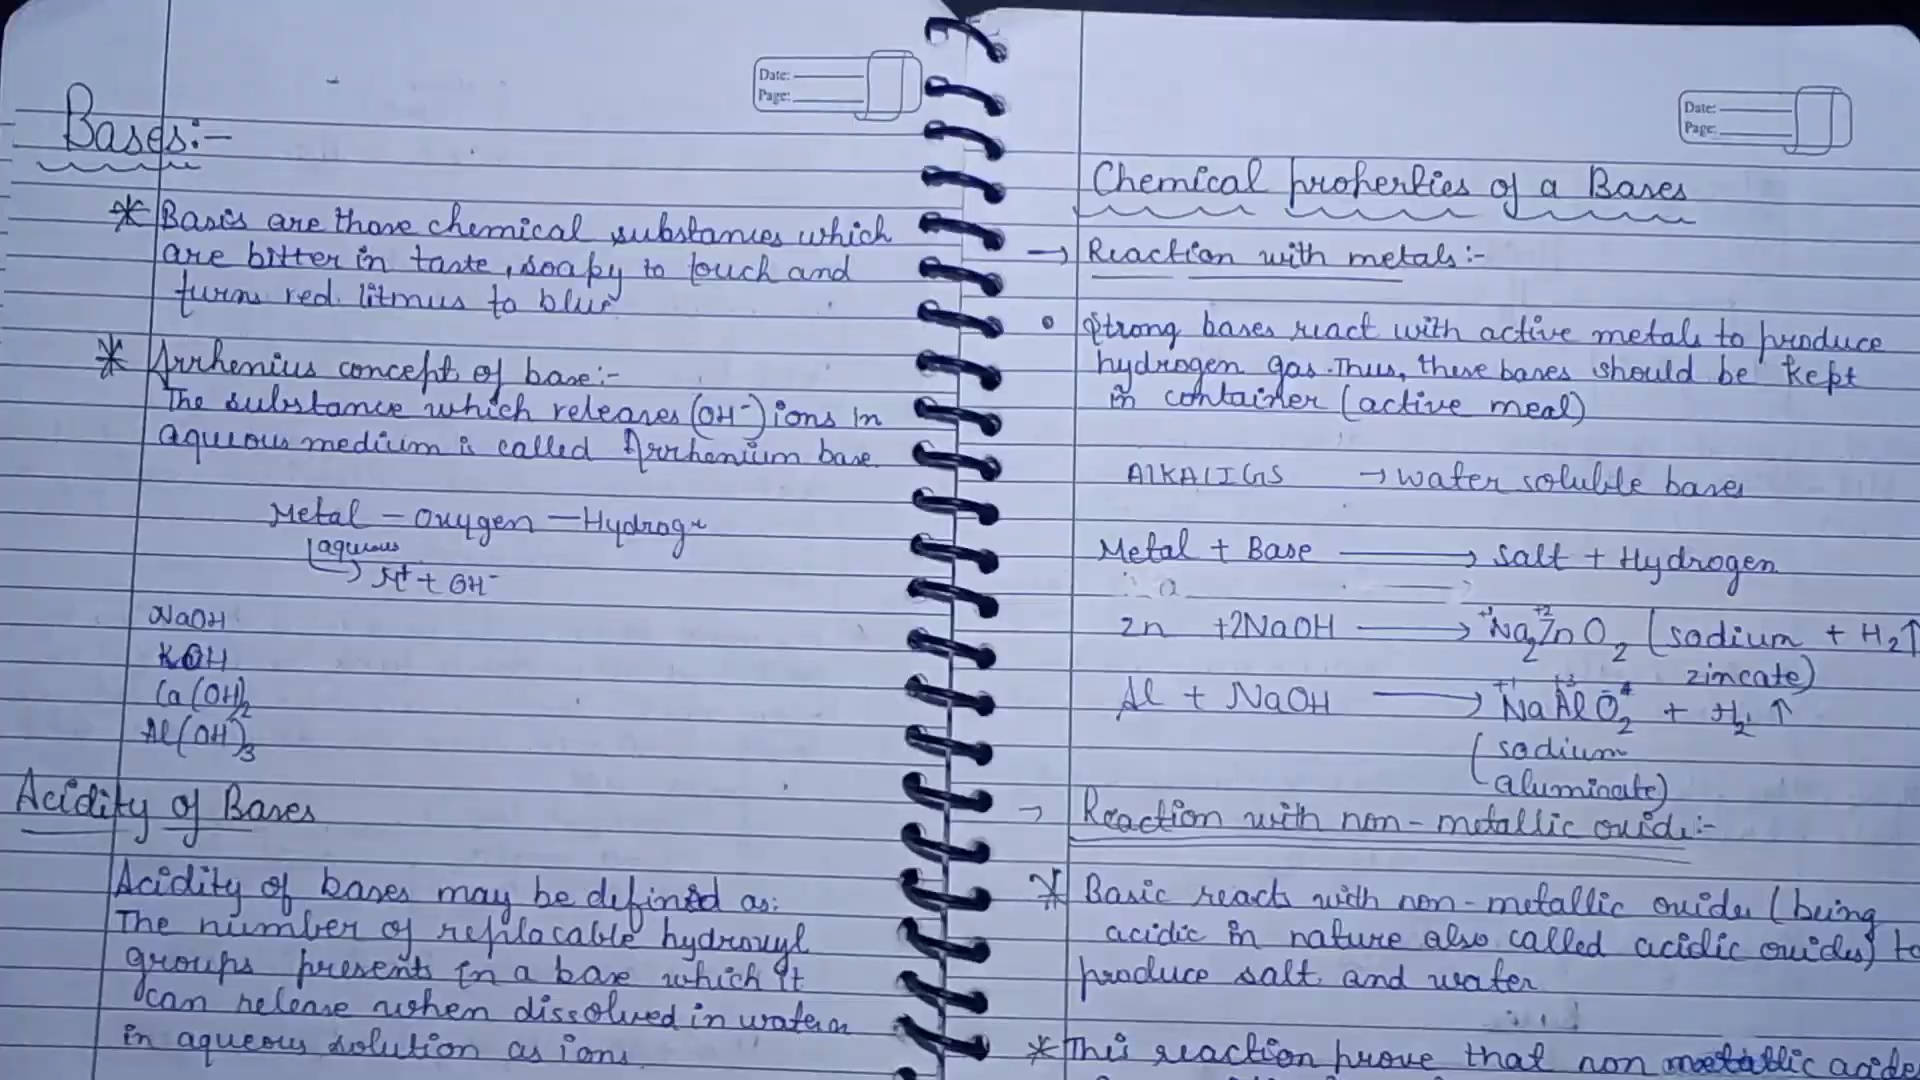 Date:
Page:
Bases:-
* Bases are those chemical substances which
are bitter in taste, soapy to touch and
turns red litmus to blue
* Arrhenius concept of base:-
The substance which releases (OH⁻) ions in
aqueous medium is called Arrhenium base
Metal - Oxygen - Hydroge
aqueous
→ M⁺ + OH⁻
NaOH
KOH
Ca(OH)₂
Al(OH)₃
Acidity of Bases
Acidity of bases may be defined as:
The number of replacable hydroxyl
groups presents in a base which it
can release when dissolved in water
in aqueous solution as ions
Date:
Page:
Chemical properties of a Bases
→ Reaction with metals:-
• Strong bases react with active metals to produce
hydrogen gas. Thus, these bases should be kept
in container (active meal)
ALKALIES → water soluble bases
Metal + Base → salt + Hydrogen
Zn +2NaOH → Na₂ZnO₂ (sodium + H₂↑
+1 +2
zincate)
Al + NaOH → NaAlO₂ + H₂ ↑
+1 +3
(sodium
aluminate)
→ Reaction with non-metallic oxide:-
* Basic reacts with non-metallic oxides (being
acidic in nature also called acidic oxides) to
produce salt and water
* This reaction prove that non metallic